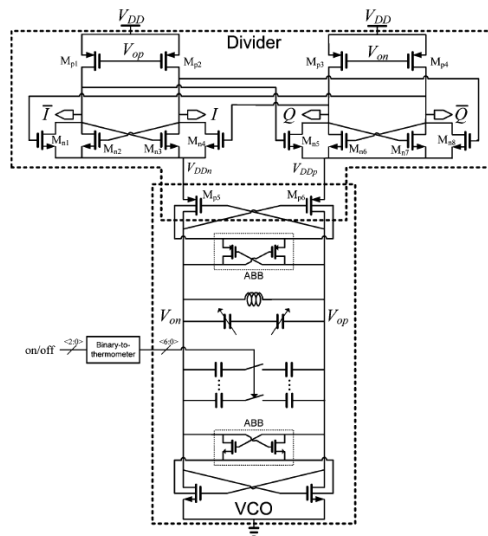 VDD VDD
Divider
Mp1 Vop Mp2 Mp3 Von Mp4
I I Q Q
Mn1 Mn2 Mn3 Mn4 Mn5 Mn6 Mn7 Mn8
VDDn VDDp
Mp5 Mp6
ABB
Von Vop
on/off <2:0> Binary-to- <6:0>
thermometer
ABB
VCO